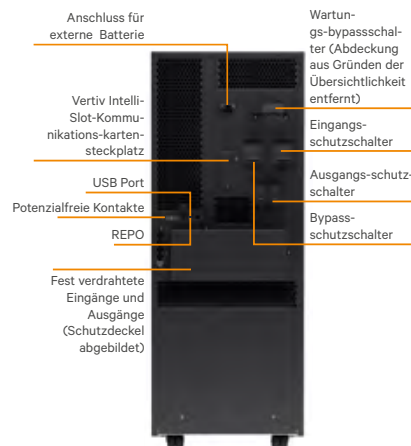 Anschluss für
externe Batterie
Vertiv Intelli-
Slot-Kommu-
nikations-karten-
steckplatz
USB Port
Potenzialfreie Kontakte
REPO
Fest verdrahtete
Eingänge und
Ausgänge
(Schutzdeckel
abgebildet)
Wartun-
gs-bypassschal-
ter (Abdeckung
aus Gründen der
Übersichtlichkeit
entfernt)
Eingangs-
schutzschalter
Ausgangs-schutz-
schalter
Bypass-
schutzschalter